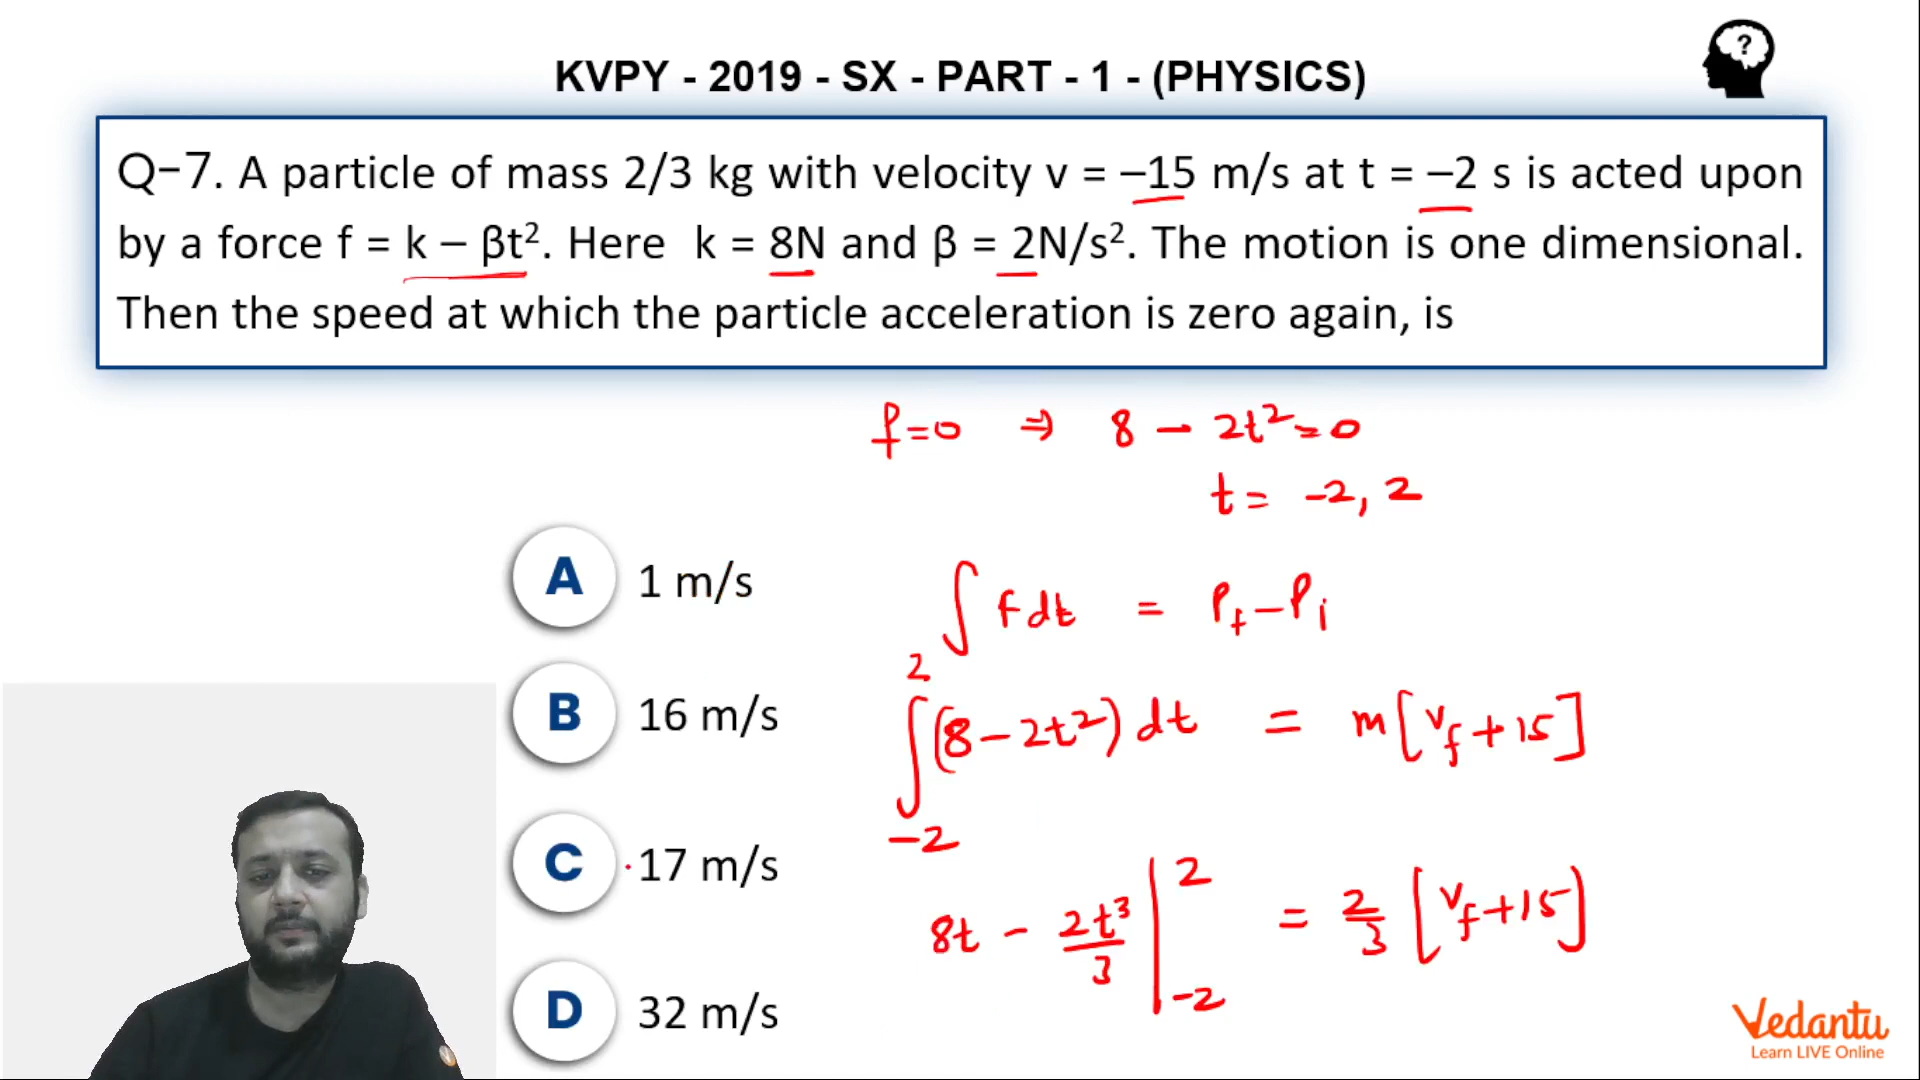 KVPY - 2019 - SX - PART - 1 - (PHYSICS)
?
Q–7. A particle of mass 2/3 kg with velocity v = –15 m/s at t = –2 s is acted upon
by a force f = k – βt². Here k = 8N and β = 2N/s². The motion is one dimensional.
Then the speed at which the particle acceleration is zero again, is
f=0 ⇒ 8 – 2t²=0
t= -2, 2
A 1 m/s
∫ F dt = Pf – Pi
B 16 m/s
∫_{-2}^{2} (8-2t²) dt = m[vf+15]
C 17 m/s
8t – 2t³/3 |_{-2}^{2} = 2/3 [vf+15]
D 32 m/s
Vedantu
Learn LIVE Online